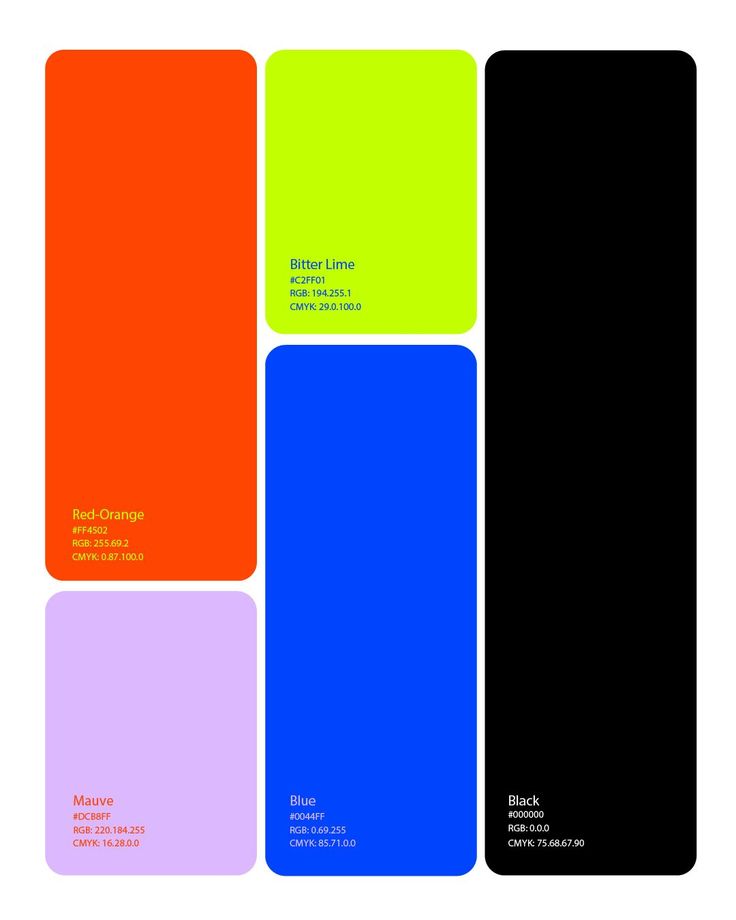 Red-Orange
#FF4502
RGB: 255.69.2
CMYK: 0.87.100.0
Mauve
#DCB8FF
RGB: 220.184.255
CMYK: 16.28.0.0
Bitter Lime
#C2FF01
RGB: 194.255.1
CMYK: 29.0.100.0
Blue
#0044FF
RGB: 0.69.255
CMYK: 85.71.0.0
Black
#000000
RGB: 0.0.0
CMYK: 75.68.67.90